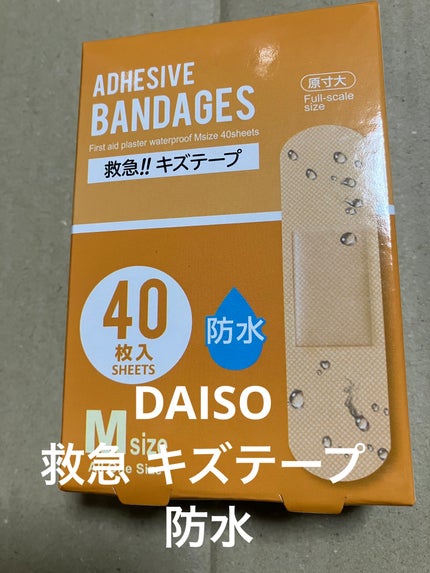 ADHESIVE
BANDAGES
First aid plaster waterproof Msize 40sheets
救急!! キズテープ
原寸大
Full-scale
size
40
枚入
SHEETS
防水
M size
DAISO
救急 キズテープ
防水